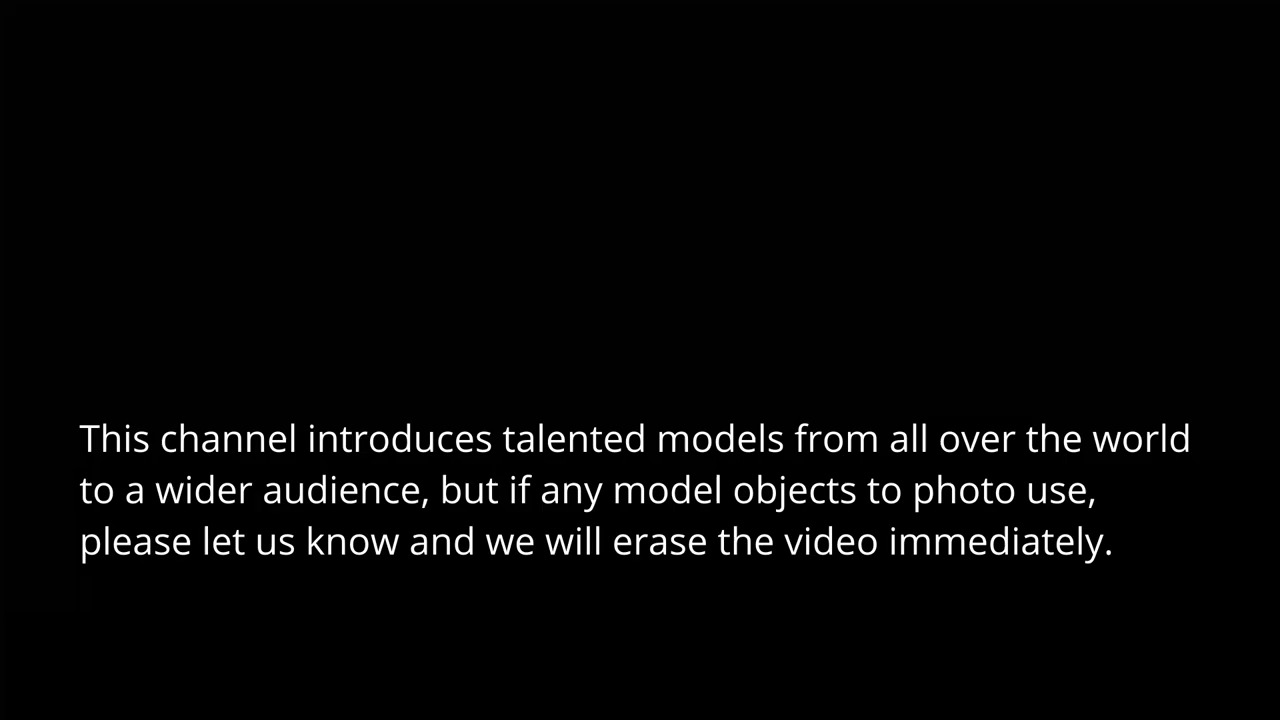 This channel introduces talented models from all over the world
to a wider audience, but if any model objects to photo use,
please let us know and we will erase the video immediately.